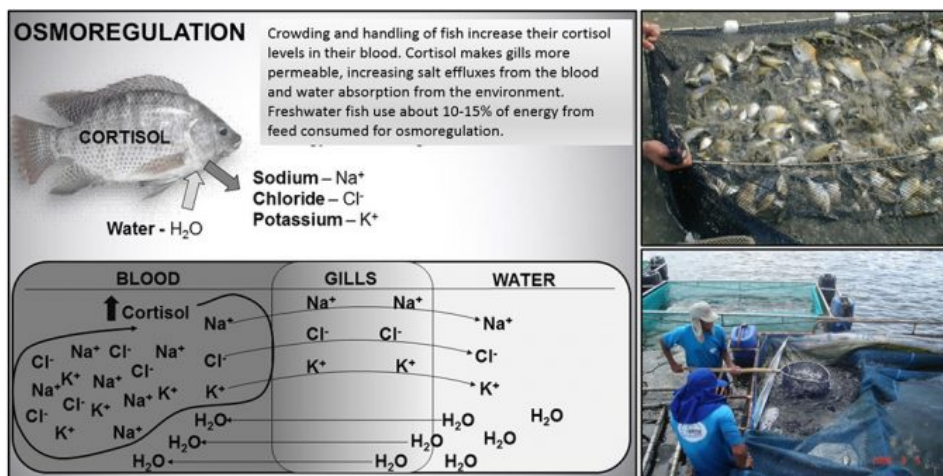 OSMOREGULATION
Crowding and handling of fish increase their cortisol
levels in their blood. Cortisol makes gills more
permeable, increasing salt effluxes from the blood
and water absorption from the environment.
Freshwater fish use about 10-15% of energy from
feed consumed for osmoregulation.
CORTISOL
Sodium – Na⁺
Chloride – Cl⁻
Potassium – K⁺
Water - H₂O
BLOOD GILLS WATER
Cortisol
Na⁺ Na⁺ Na⁺ Na⁺
Cl⁻ Cl⁻ Cl⁻ Cl⁻
K⁺ K⁺ K⁺ K⁺
Na⁺ Cl⁻ Na⁺
Cl⁻ K⁺ Na⁺ Cl⁻
Na⁺ Cl⁻ K⁺ Na⁺ K⁺
Cl⁻ K⁺ Na⁺
H₂O H₂O H₂O
H₂O H₂O H₂O
H₂O H₂O H₂O